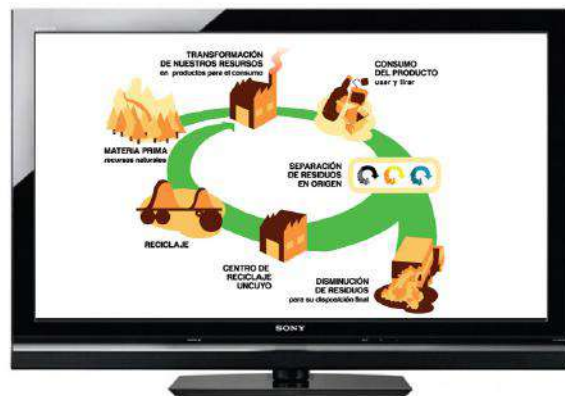 TRANSFORMACIÓN
DE NUESTROS RECURSOS
en productos para el consumo
CONSUMO
DEL PRODUCTO
usar y tirar
MATERIA PRIMA
recursos naturales
SEPARACIÓN
DE RESIDUOS
EN ORIGEN
RECICLAJE
CENTRO DE
RECICLAJE
UNCUYO
DISMINUCIÓN
DE RESIDUOS
para su disposición final
SONY